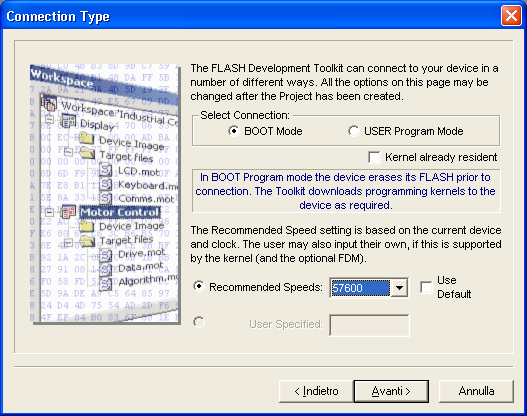 Connection Type
Workspace
Workspace "Industrial C
Display
Device Image
Target files
LCD.mot
Keyboard.m
Comms.mot
Motor Control
Device Image
Target files
Drive.mot
Data.mot
Algorithm.m
The FLASH Development Toolkit can connect to your device in a
number of different ways. All the options on this page may be
changed after the Project has been created.
Select Connection:
BOOT Mode USER Program Mode
Kernel already resident
In BOOT Program mode the device erases its FLASH prior to
connection. The Toolkit downloads programming kernels to the
device as required.
The Recommended Speed setting is based on the current device
and clock. The user may also input their own, if this is supported
by the kernel (and the optional FDM).
Recommended Speeds: 57600 Use
Default
User Specified:
< Indietro Avanti > Annulla